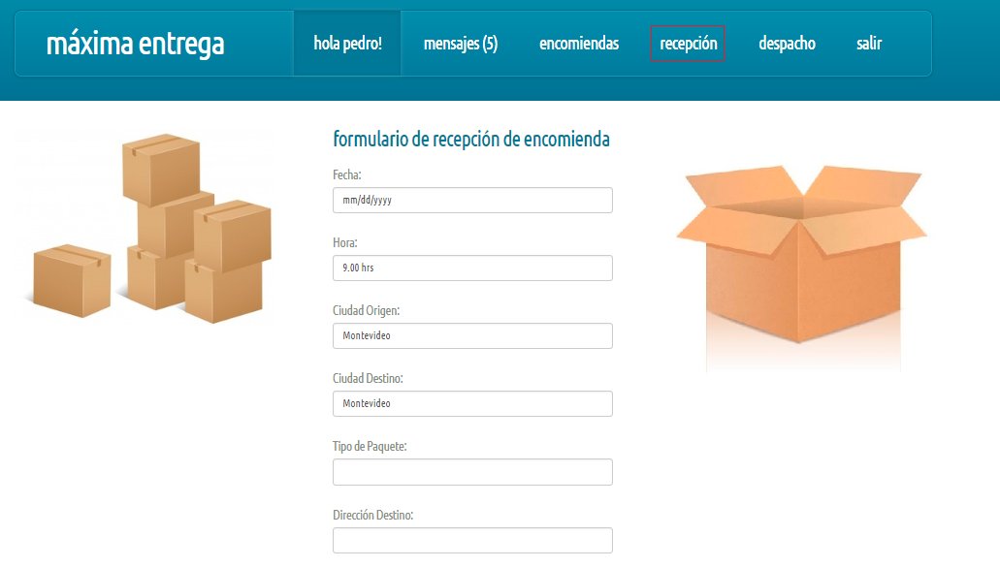 máxima entrega
hola pedro!
mensajes (5)
encomiendas
recepción
despacho
salir
formulario de recepción de encomienda
Fecha:
mm/dd/yyyy
Hora:
9.00 hrs
Ciudad Origen:
Montevideo
Ciudad Destino:
Montevideo
Tipo de Paquete:
Dirección Destino: